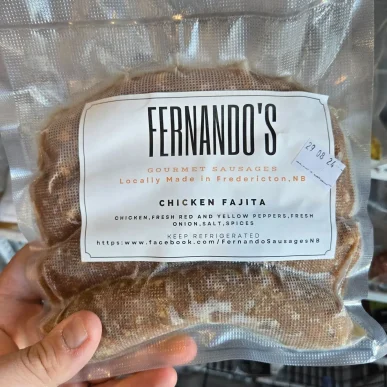 FERNANDO'S
GOURMET SAUSAGES
Locally Made in Fredericton,NB
29 08 24
CHICKEN FAJITA
CHICKEN,FRESH RED AND YELLOW PEPPERS,FRESH
ONION,SALT,SPICES
KEEP REFRIGERATED
https:www.facebook.com/FernandoSausagesNB